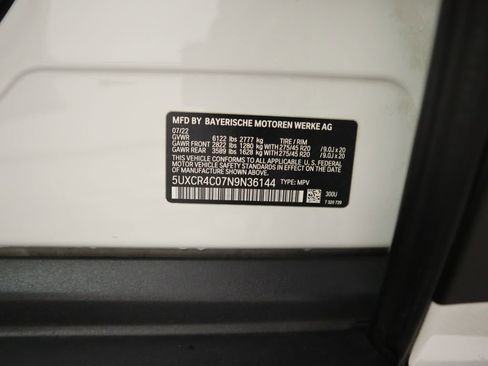 MFD BY BAYERISCHE MOTOREN WERKE AG
07/22
GVWR 6122 lbs 2777 kg TIRE / RIM
GAWR FRONT 2822 lbs 1280 kg WITH 275/45 R20 / 9.0J x 20
GAWR REAR 3589 lbs 1628 kg WITH 275/45 R20 / 9.0J x 20
THIS VEHICLE CONFORMS TO ALL APPLICABLE U.S. FEDERAL
MOTOR VEHICLE SAFETY STANDARDS IN EFFECT ON THE DATE
OF MANUFACTURE SHOWN ABOVE.
5UXCR4C07N9N36144 TYPE: MPV
300U
7 320 739